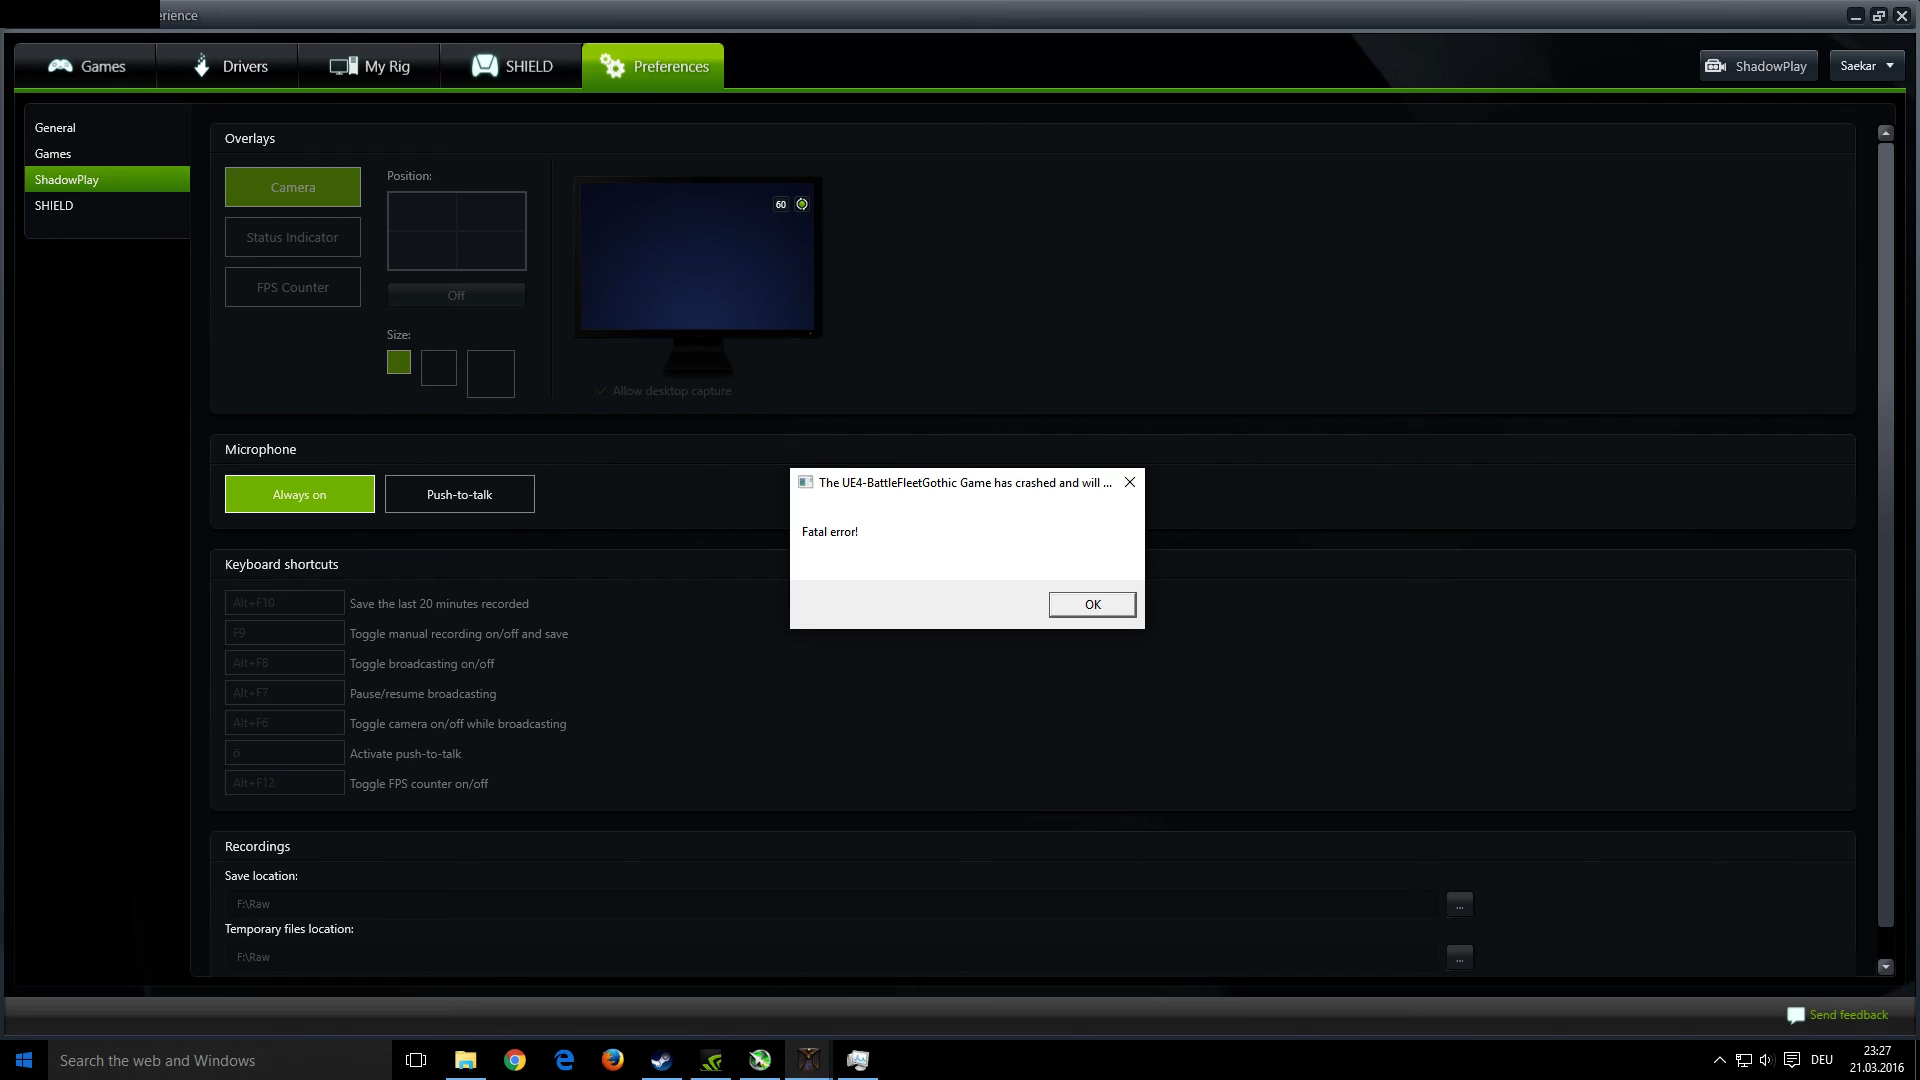 erience
Games
Drivers
My Rig
SHIELD
Preferences
ShadowPlay
Saekar
General
Games
ShadowPlay
SHIELD
Overlays
Camera
Status Indicator
FPS Counter
Position:
Off
Size:
60
Allow desktop capture
Microphone
Always on
Push-to-talk
The UE4-BattleFleetGothic Game has crashed and will ...
Fatal error!
OK
Keyboard shortcuts
Alt+F10 Save the last 20 minutes recorded
F9 Toggle manual recording on/off and save
Alt+F8 Toggle broadcasting on/off
Alt+F7 Pause/resume broadcasting
Alt+F6 Toggle camera on/off while broadcasting
ö Activate push-to-talk
Alt+F12 Toggle FPS counter on/off
Recordings
Save location:
F:\Raw
...
Temporary files location:
F:\Raw
...
Send feedback
Search the web and Windows
DEU
23:27
21.03.2016